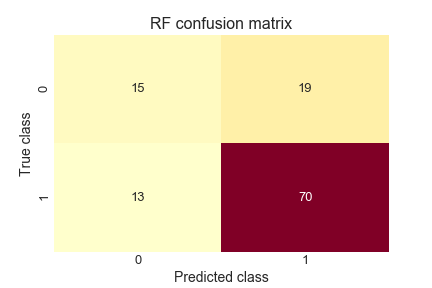 RF confusion matrix
0
15
19
True class
1
13
70
0
1
Predicted class